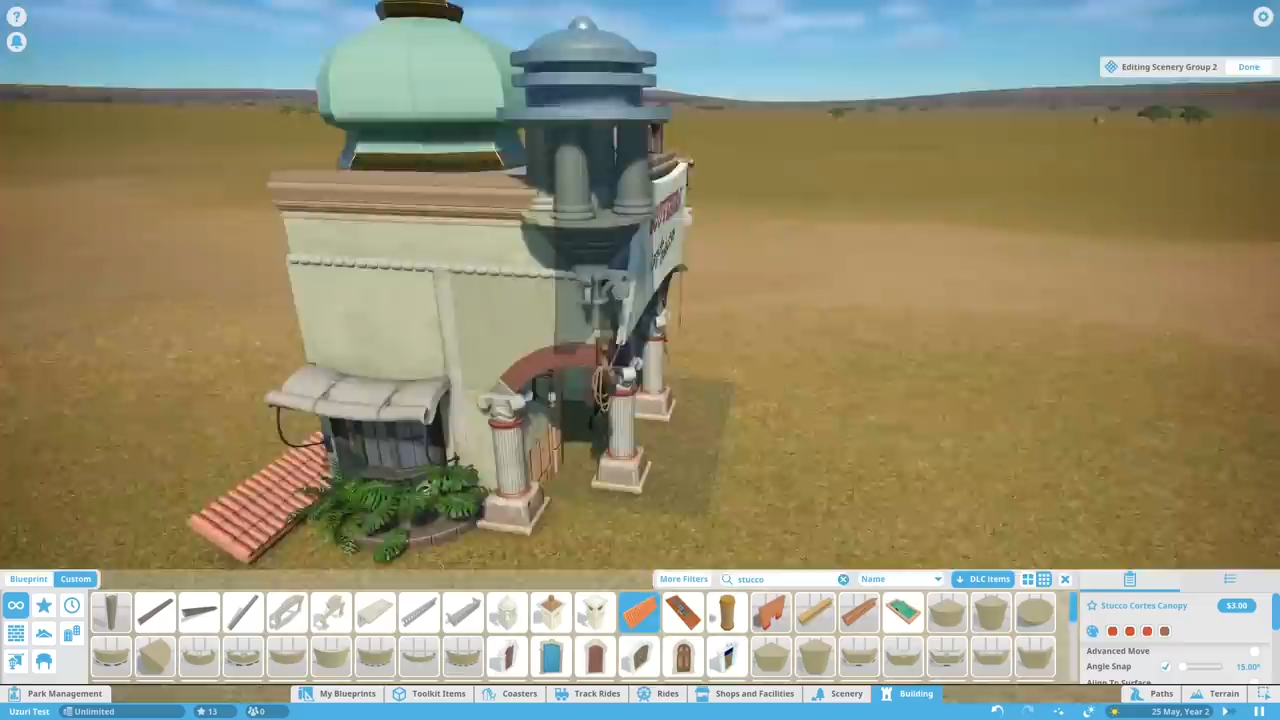 Editing Scenery Group 2
Done
Blueprint
Custom
More Filters
stucco
Name
DLC Items
Stucco Cortes Canopy
$3.00
Advanced Move
Angle Snap
15.00°
Park Management
My Blueprints
Toolkit Items
Coasters
Track Rides
Rides
Shops and Facilities
Scenery
Building
Paths
Terrain
Uzuri Test
Unlimited
13
0
25 May, Year 2